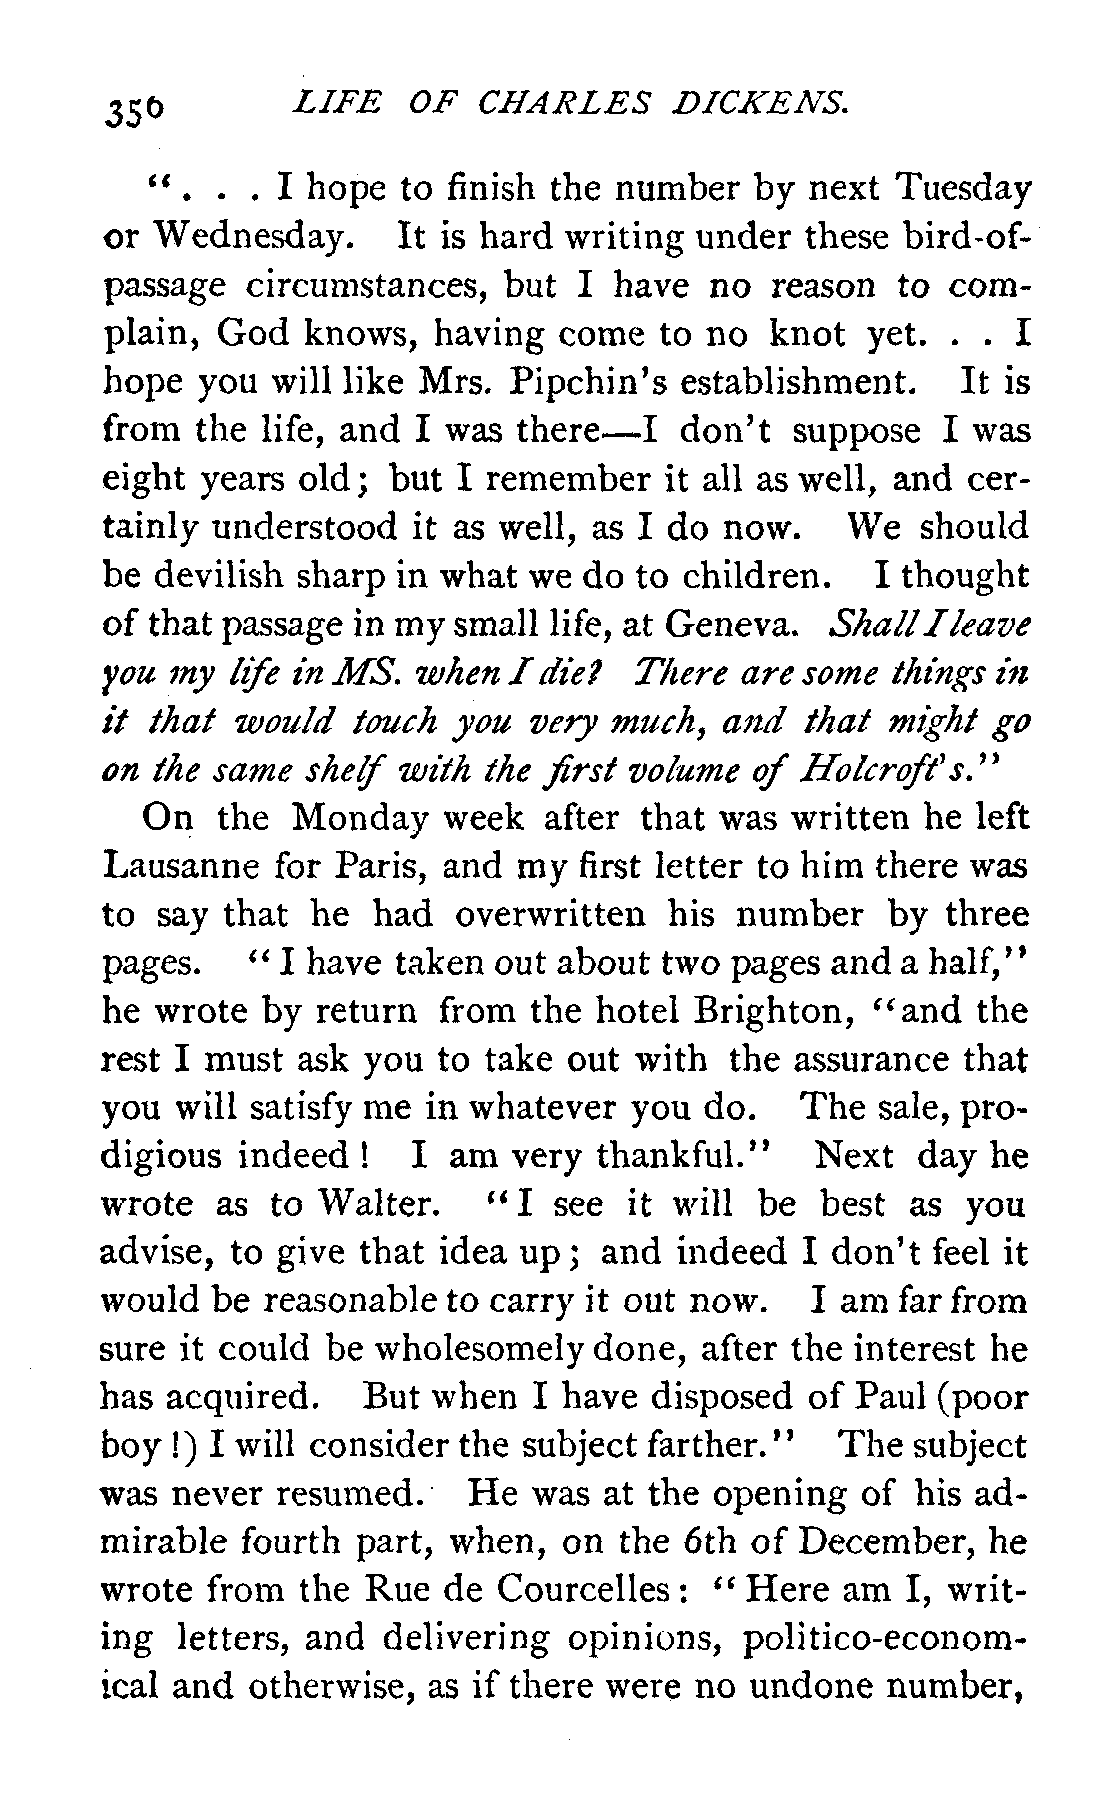 350 LIFE OF CHARLES DICKENS.
“. . . I hope to finish the number by next Tuesday
or Wednesday. It is hard writing under these bird-of-
passage circumstances, but I have no reason to com-
plain, God knows, having come to no knot yet. . . I
hope you will like Mrs. Pipchin’s establishment. It is
from the life, and I was there—I don’t suppose I was
eight years old; but I remember it all as well, and cer-
tainly understood it as well, as I do now. We should
be devilish sharp in what we do to children. I thought
of that passage in my small life, at Geneva. Shall I leave
you my life in MS. when I die? There are some things in
it that would touch you very much, and that might go
on the same shelf with the first volume of Holcroft’s.”
On the Monday week after that was written he left
Lausanne for Paris, and my first letter to him there was
to say that he had overwritten his number by three
pages. “I have taken out about two pages and a half,”
he wrote by return from the hotel Brighton, “and the
rest I must ask you to take out with the assurance that
you will satisfy me in whatever you do. The sale, pro-
digious indeed! I am very thankful.” Next day he
wrote as to Walter. “I see it will be best as you
advise, to give that idea up; and indeed I don’t feel it
would be reasonable to carry it out now. I am far from
sure it could be wholesomely done, after the interest he
has acquired. But when I have disposed of Paul (poor
boy!) I will consider the subject farther.” The subject
was never resumed. He was at the opening of his ad-
mirable fourth part, when, on the 6th of December, he
wrote from the Rue de Courcelles: “Here am I, writ-
ing letters, and delivering opinions, politico-econom-
ical and otherwise, as if there were no undone number,